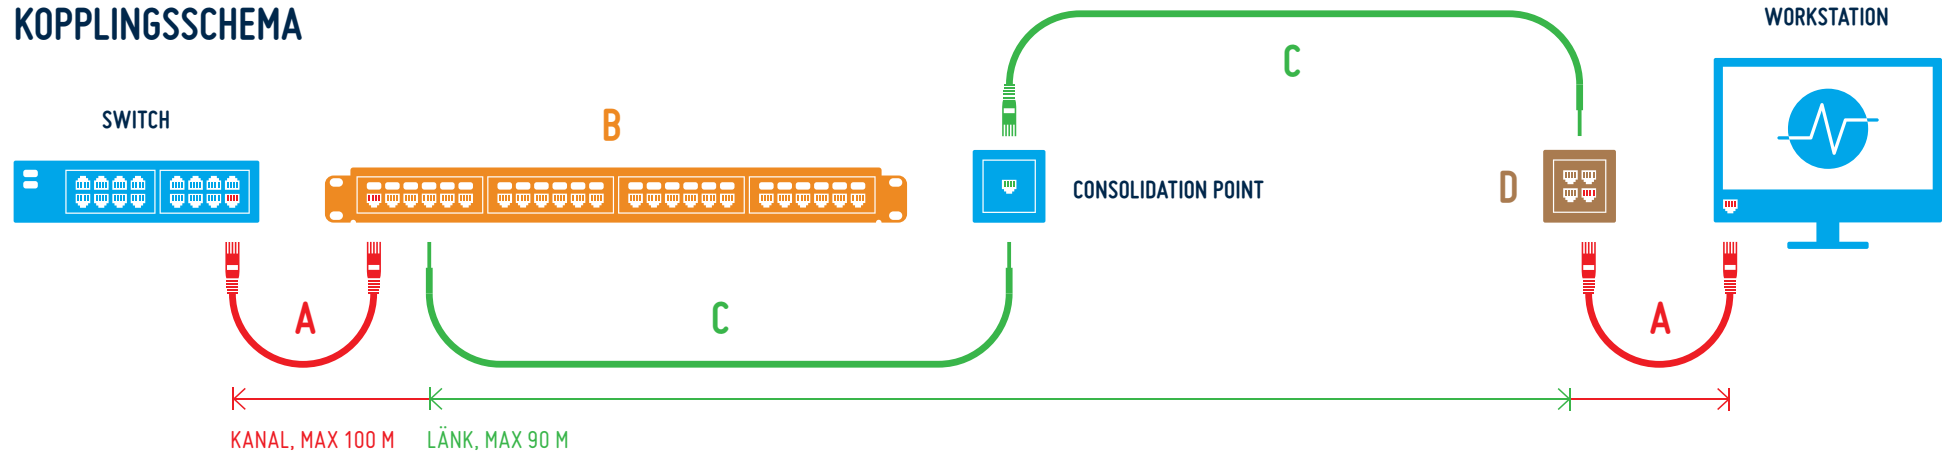 KOPPLINGSSCHEMA
WORKSTATION
C
SWITCH
B
CONSOLIDATION POINT
D
A
C
A
KANAL, MAX 100 M
LÄNK, MAX 90 M